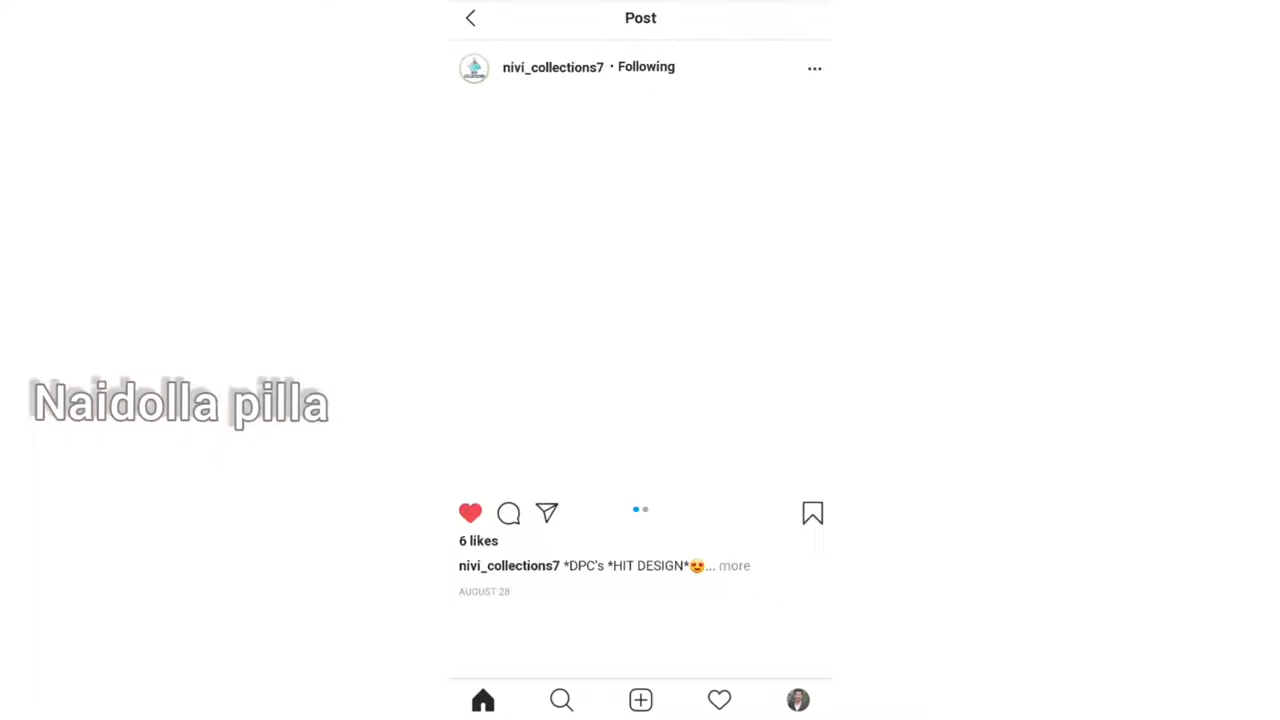 Post
nivi_collections7 · Following
Naidolla pilla
6 likes
nivi_collections7 *DPC's *HIT DESIGN*😍... more
AUGUST 28